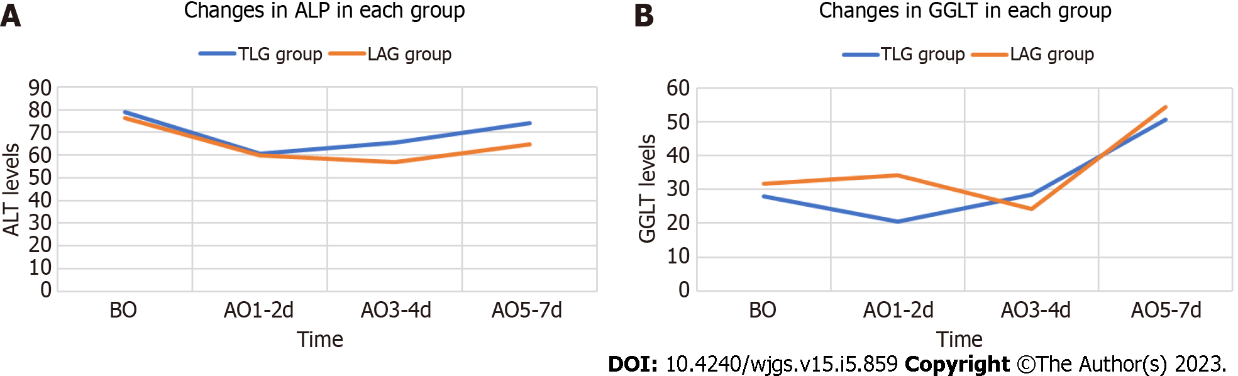 A
Changes in ALP in each group
TLG group LAG group
ALT levels
90
80
70
60
50
40
30
20
10
0
BO AO1-2d AO3-4d AO5-7d
Time
B
Changes in GGLT in each group
TLG group LAG group
GGLT levels
60
50
40
30
20
10
0
BO AO1-2d AO3-4d AO5-7d
Time
DOI: 10.4240/wjgs.v15.i5.859 Copyright ©The Author(s) 2023.